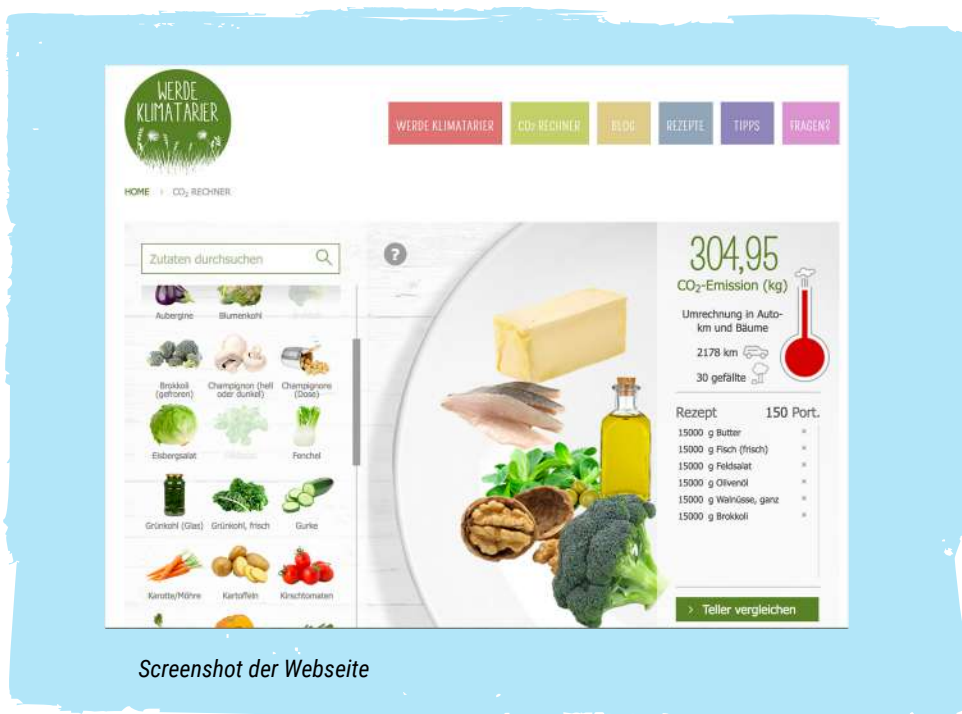 WERDE
KLIMATARIER
WERDE KLIMATARIER
CO₂ RECHNER
BLOG
REZEPTE
TIPPS
FRAGEN?
HOME
CO₂ RECHNER
Zutaten durchsuchen
Aubergine
Blumenkohl
Brokkoli
(gefroren)
Champignon (hell
oder dunkel)
Champignons
(Dose)
Eisbergsalat
Feldsalat
Fenchel
Grünkohl (Glas)
Grünkohl, frisch
Gurke
Karotte/Möhre
Kartoffeln
Kirschtomaten
?
304,95
CO₂-Emission (kg)
Umrechnung in Auto-
km und Bäume
2178 km
30 gefällte
Rezept 150 Port.
15000 g Butter
15000 g Fisch (frisch)
15000 g Feldsalat
15000 g Olivenöl
15000 g Walnüsse, ganz
15000 g Brokkoli
› Teller vergleichen
Screenshot der Webseite